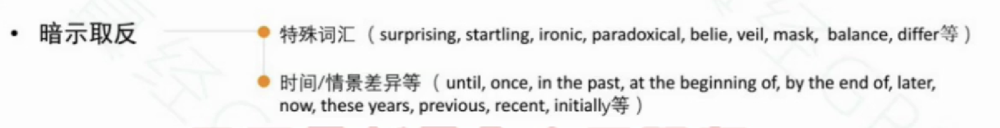 • 暗示取反
特殊词汇（surprising, startling, ironic, paradoxical, belie, veil, mask, balance, differ等）
时间/情景差异等（until, once, in the past, at the beginning of, by the end of, later,
now, these years, previous, recent, initially等）